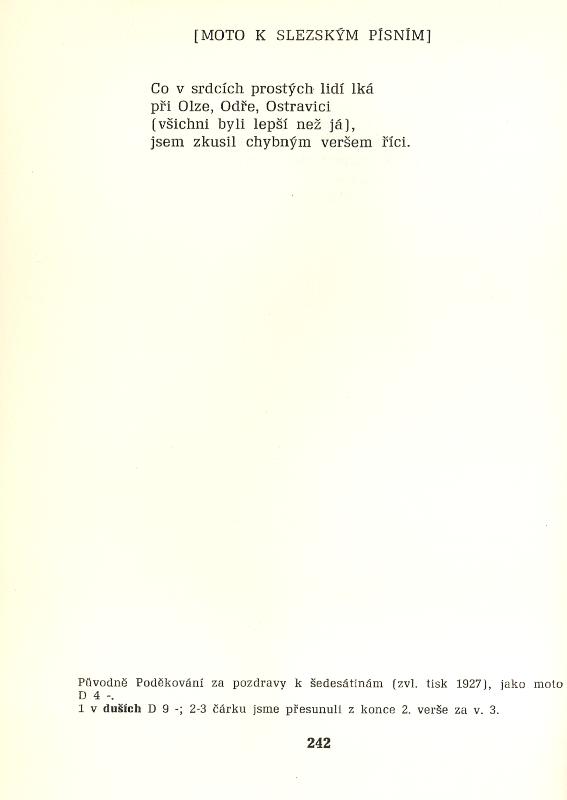 [MOTO K SLEZSKÝM PÍSNÍM]
Co v srdcích prostých lidí lká
při Olze, Odře, Ostravici
(všichni byli lepší než já),
jsem zkusil chybným veršem říci.
Původně Poděkování za pozdravy k šedesátinám (zvl. tisk 1927), jako moto
D 4 -.
1 v duších D 9 -; 2-3 čárku jsme přesunuli z konce 2. verše za v. 3.
242